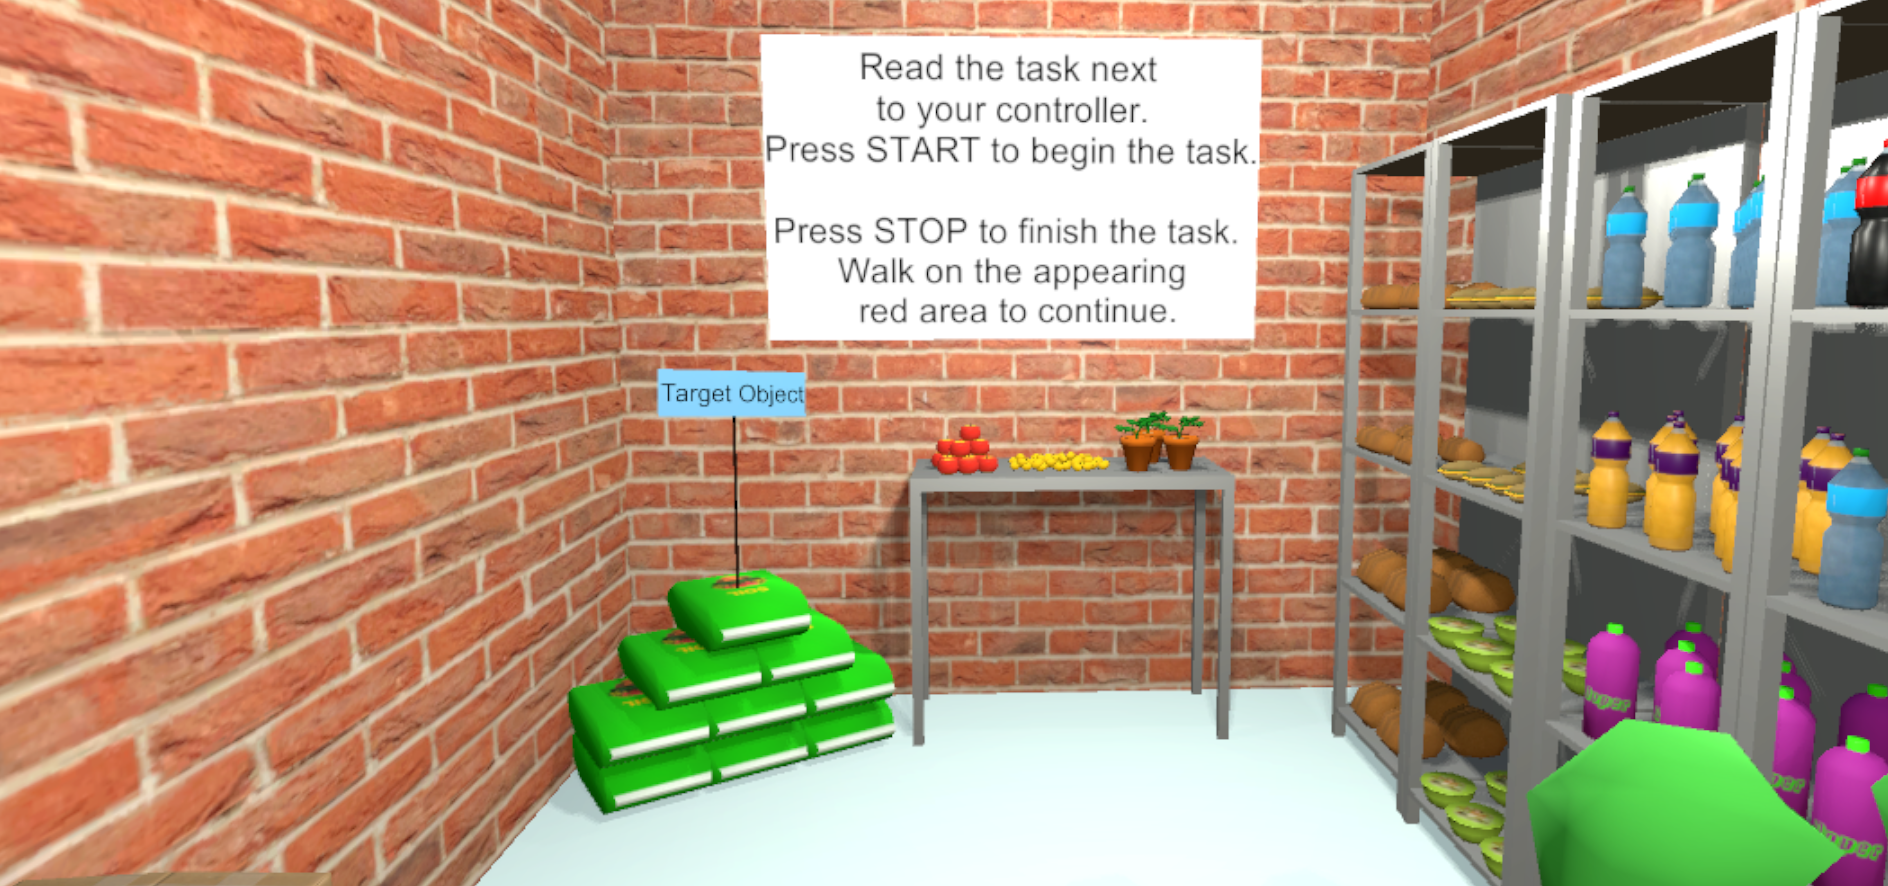 Read the task next
to your controller.
Press START to begin the task.
Press STOP to finish the task.
Walk on the appearing
red area to continue.
Target Object
SOIL